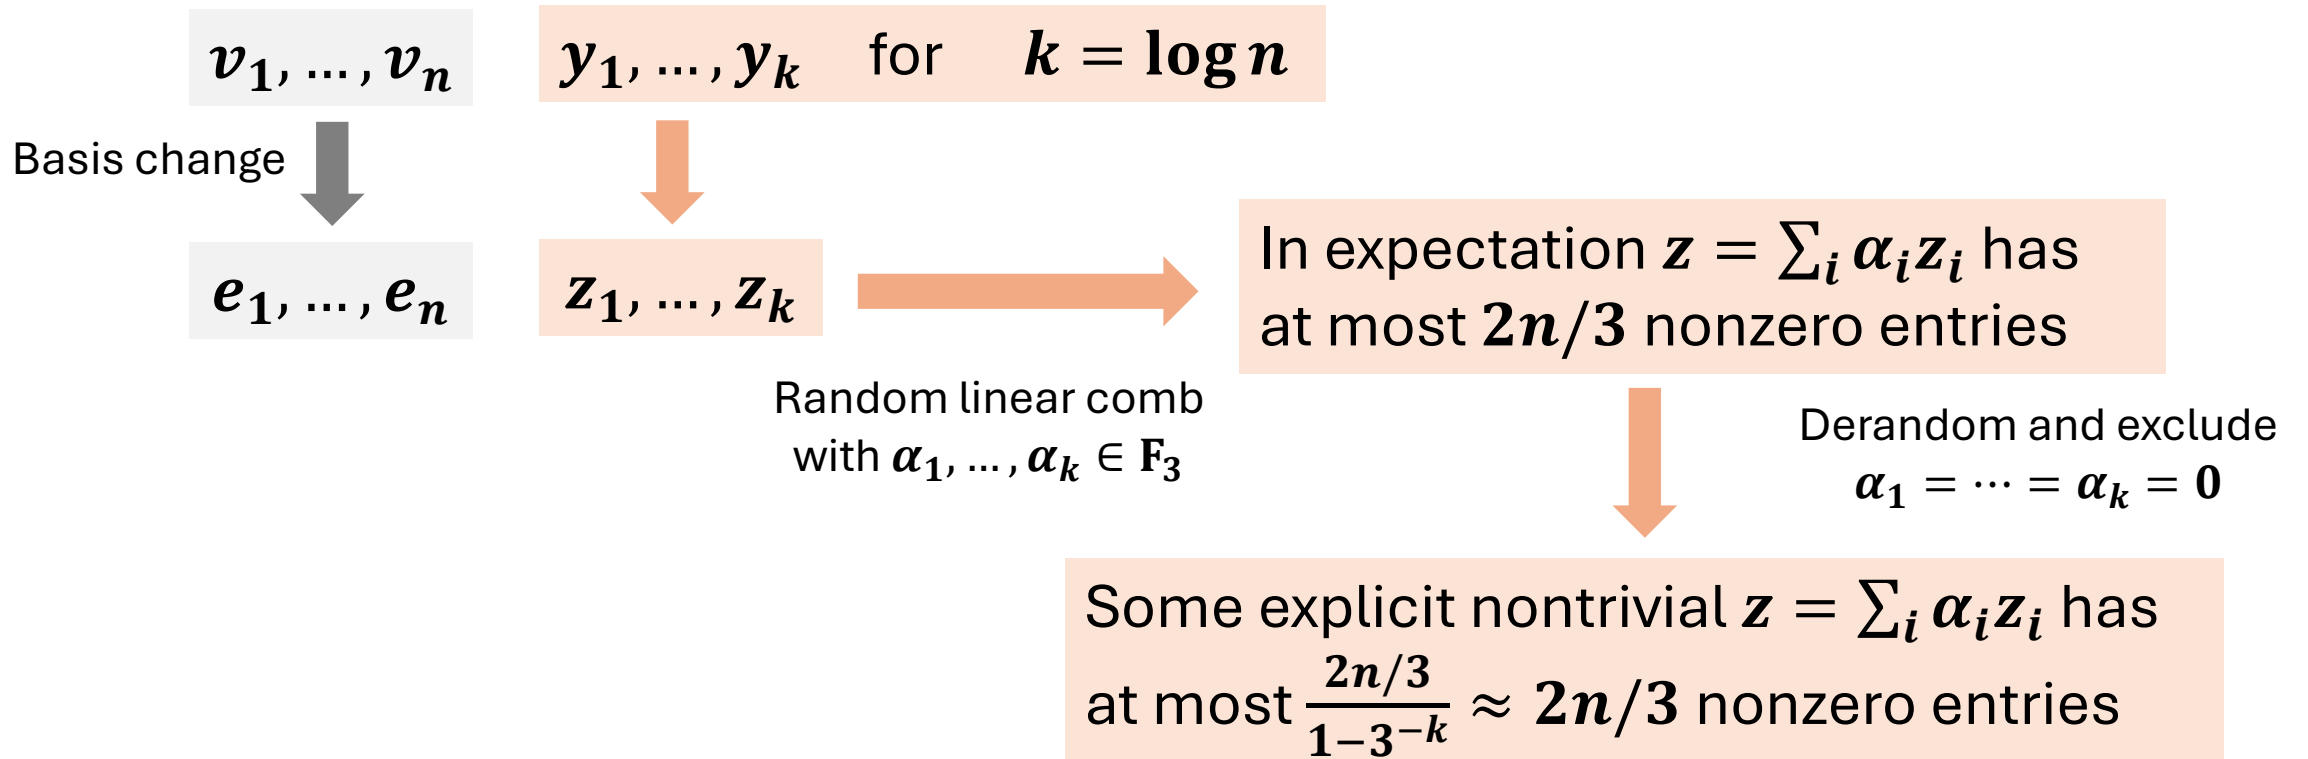 v₁, … , vₙ
y₁, … , yₖ for k = log n
Basis change
e₁, … , eₙ
z₁, … , zₖ
In expectation z = ∑ᵢ αᵢzᵢ has
at most 2n/3 nonzero entries
Random linear comb
with α₁, … , αₖ ∈ F₃
Derandom and exclude
α₁ = ⋯ = αₖ = 0
Some explicit nontrivial z = ∑ᵢ αᵢzᵢ has
at most (2n/3)/(1−3⁻ᵏ) ≈ 2n/3 nonzero entries